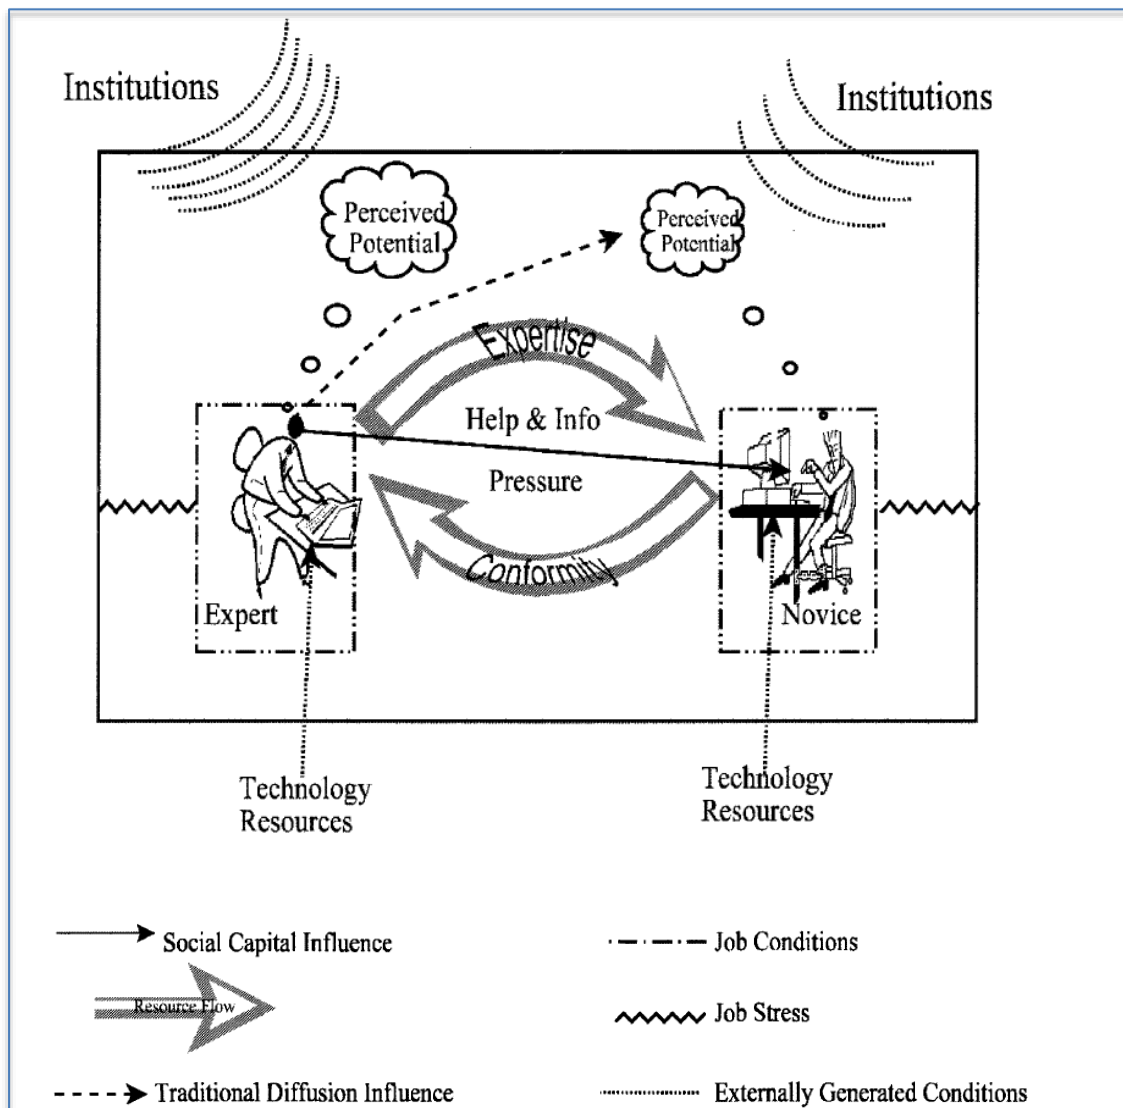 Institutions
Institutions
Perceived
Potential
Perceived
Potential
Expertise
Help & Info
Pressure
Conformity
Expert
Novice
Technology
Resources
Technology
Resources
Social Capital Influence
Job Conditions
Resource Flow
Job Stress
Traditional Diffusion Influence
Externally Generated Conditions